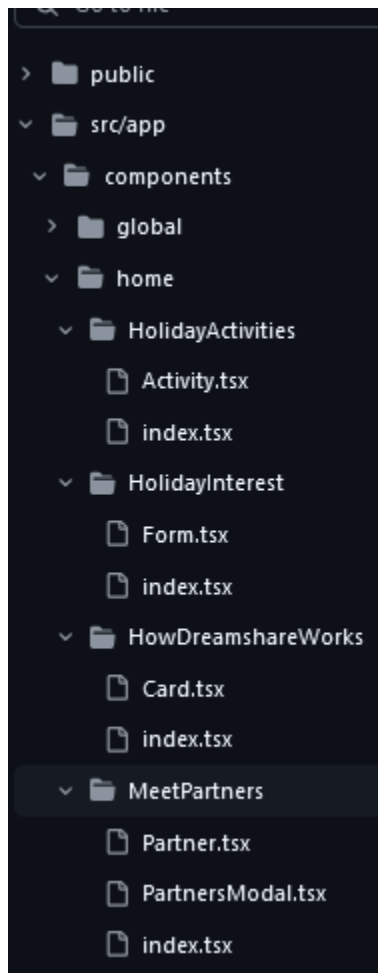 public
src/app
components
global
home
HolidayActivities
Activity.tsx
index.tsx
HolidayInterest
Form.tsx
index.tsx
HowDreamshareWorks
Card.tsx
index.tsx
MeetPartners
Partner.tsx
PartnersModal.tsx
index.tsx